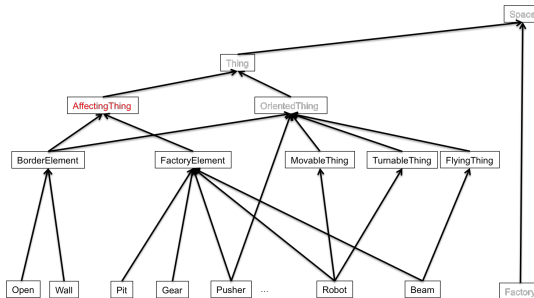 Space
Thing
AffectingThing OrientedThing
BorderElement FactoryElement MovableThing TurnableThing FlyingThing
Open Wall Pit Gear Pusher ... Robot Beam Factory